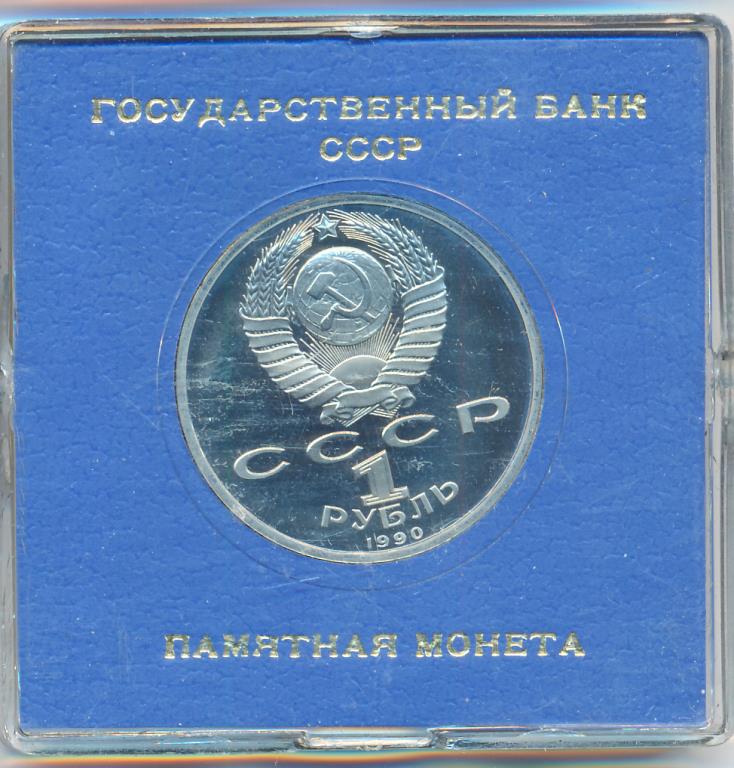 ГОСУДАРСТВЕННЫЙ БАНК
СССР
СССР
1
РУБЛЬ
1990
ПАМЯТНАЯ МОНЕТА